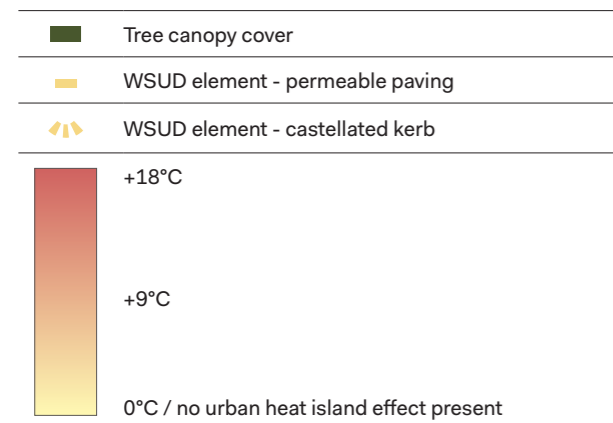 Tree canopy cover
WSUD element - permeable paving
WSUD element - castellated kerb
+18°C
+9°C
0°C / no urban heat island effect present